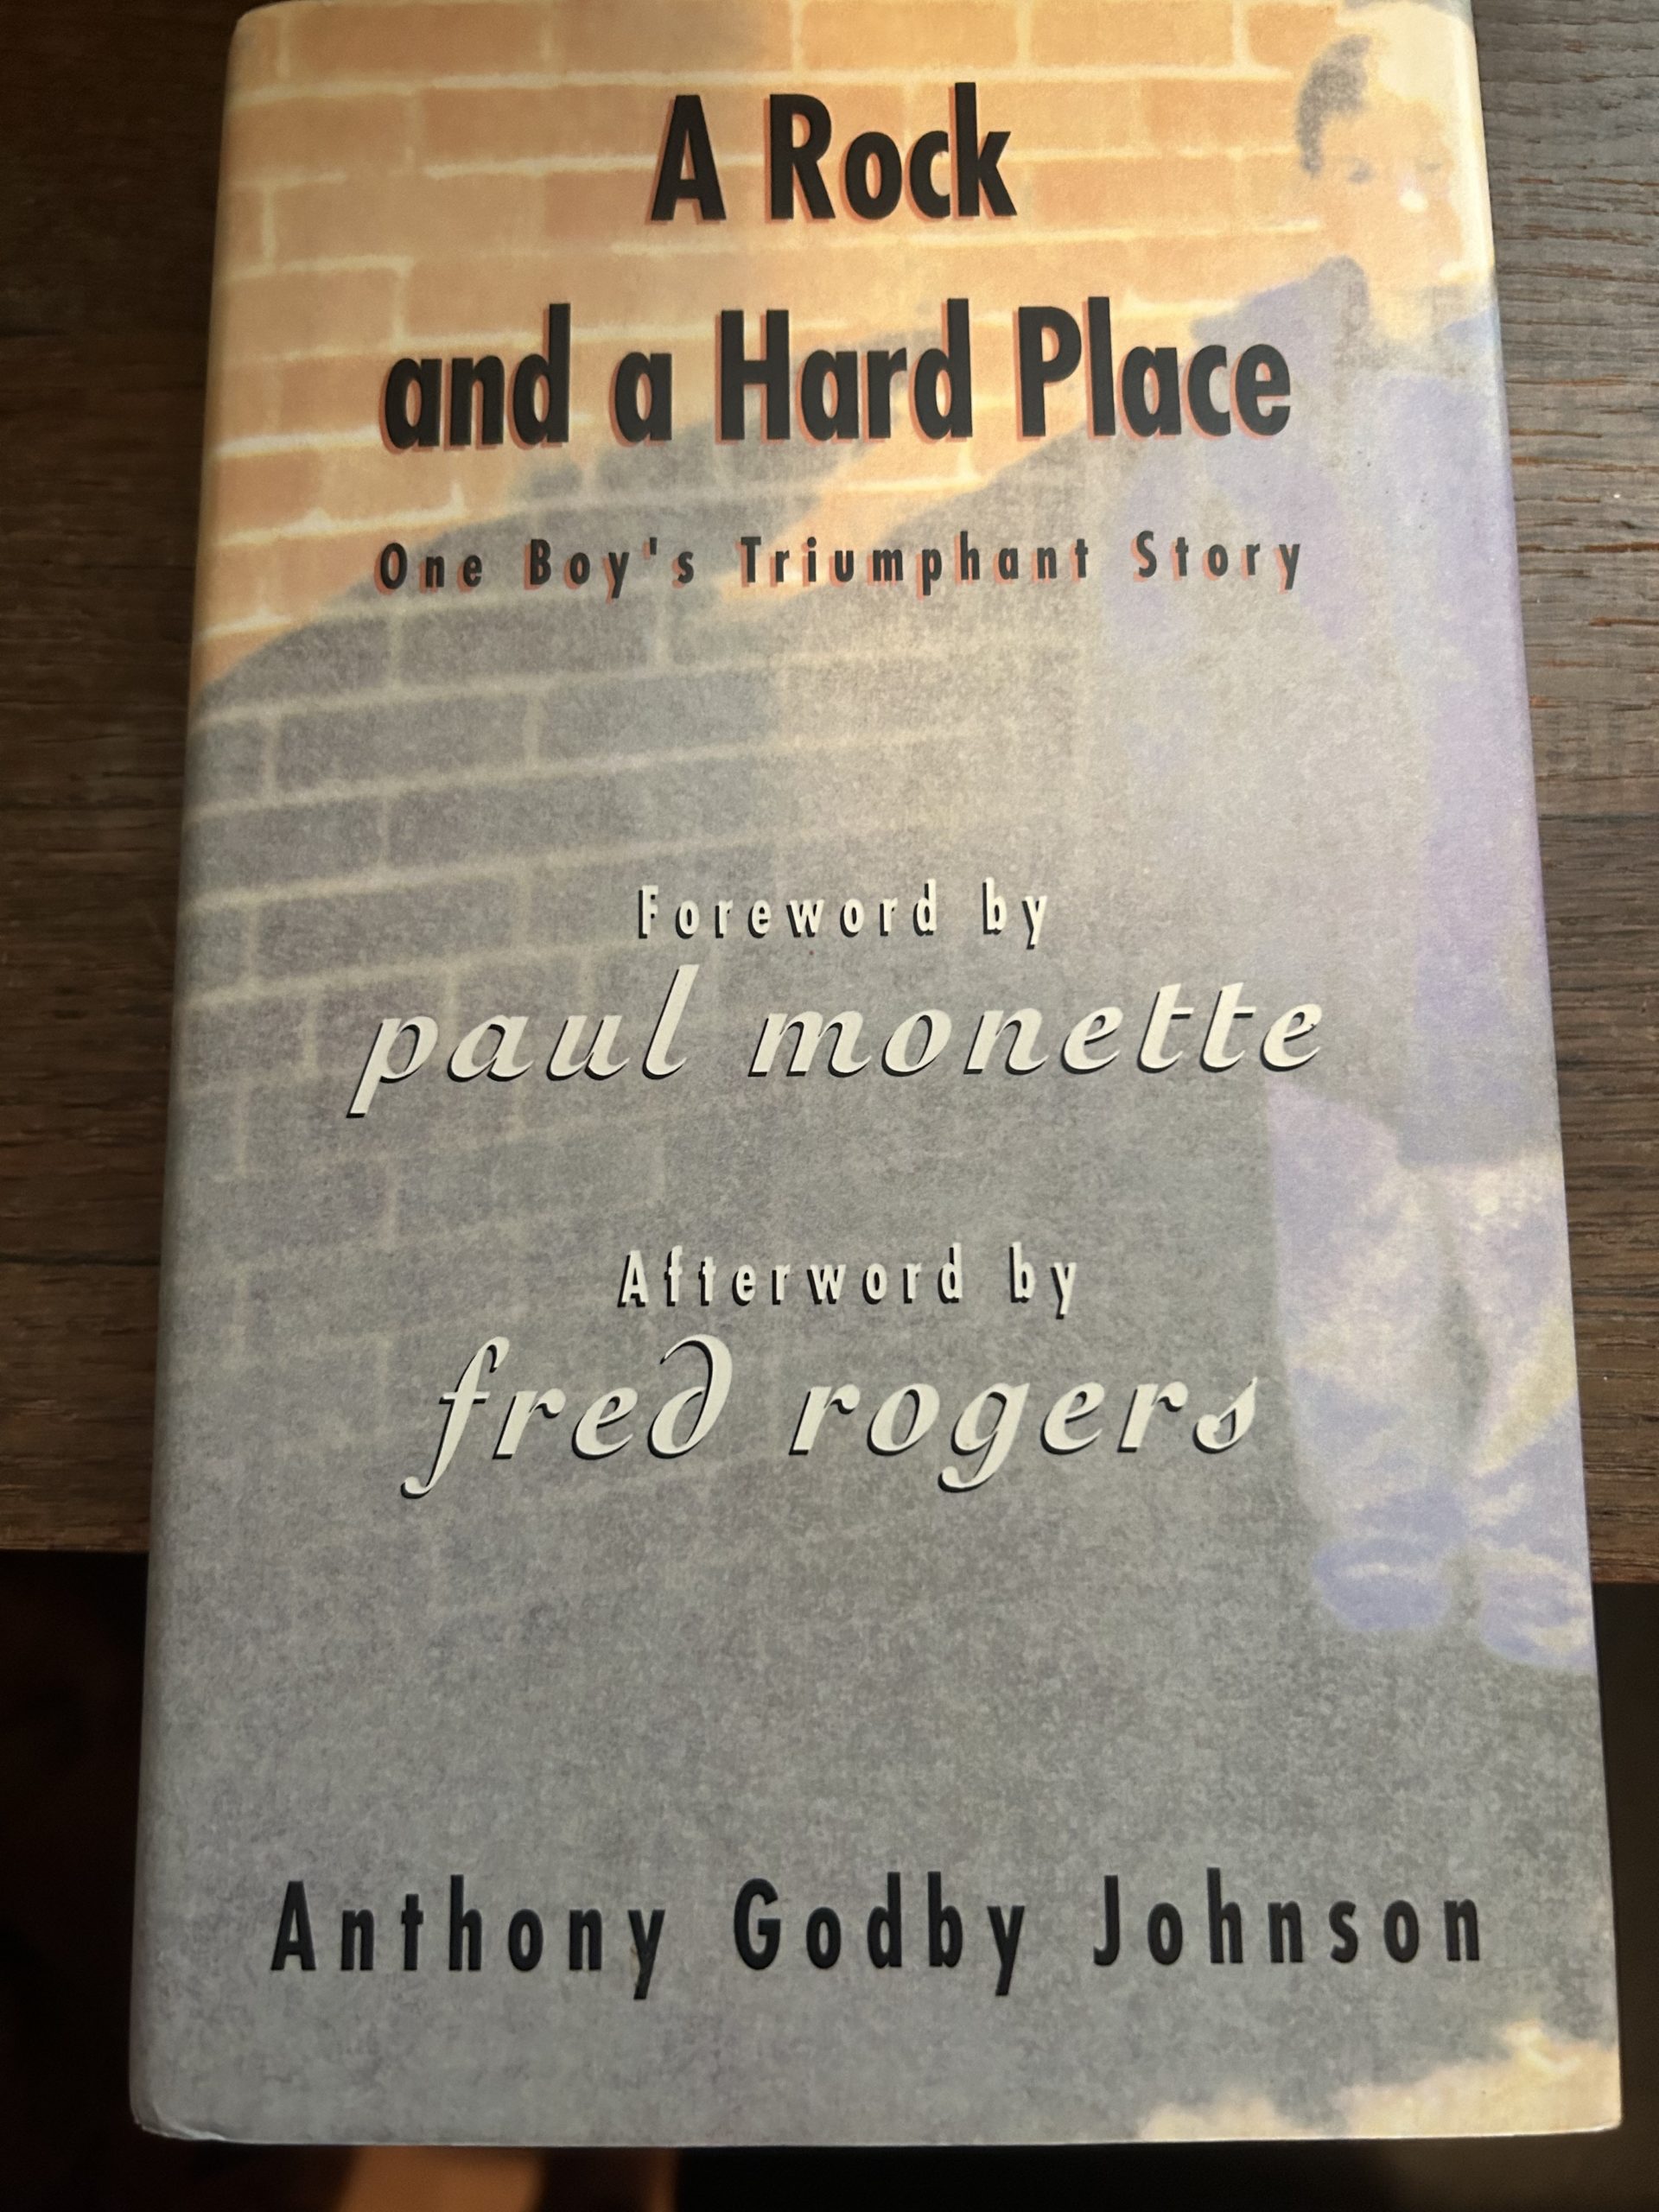 A Rock
and a Hard Place
One Boy's Triumphant Story
Foreword by
paul monette
Afterword by
fred rogers
Anthony Godby Johnson